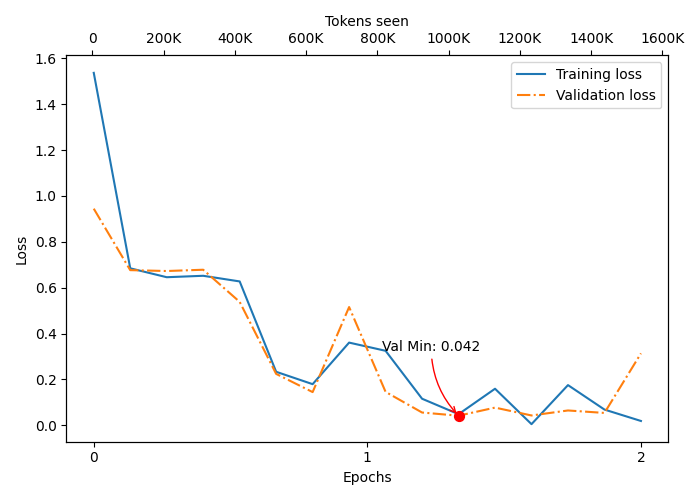 Tokens seen
0 200K 400K 600K 800K 1000K 1200K 1400K 1600K
1.6
Training loss
Validation loss
1.4
1.2
1.0
0.8
Loss
0.6
0.4
Val Min: 0.042
0.2
0.0
0 1 2
Epochs